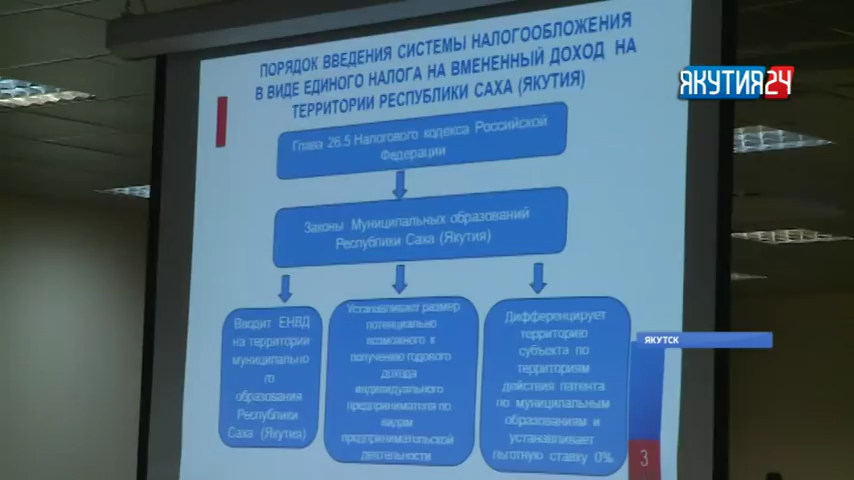 ПОРЯДОК ВВЕДЕНИЯ СИСТЕМЫ НАЛОГООБЛОЖЕНИЯ
В ВИДЕ ЕДИНОГО НАЛОГА НА ВМЕНЕННЫЙ ДОХОД НА
ТЕРРИТОРИИ РЕСПУБЛИКИ САХА (ЯКУТИЯ)
ЯКУТИЯ24
Глава 26.5 Налогового кодекса Российской
Федерации
Законы Муниципальных образований
Республики Саха (Якутия)
Вводит ЕНВД
на территории
муниципально
го
образования
Республики
Саха (Якутия)
Устанавливает размер
потенциально
возможного к
получению годового
дохода
индивидуального
предпринимателя по
видам
предпринимательской
деятельности
Дифференцирует
территорию
субъекта по
территориям
действия патента
по муниципальным
образованиям и
устанавливает
льготную ставку 0%
ЯКУТСК
3